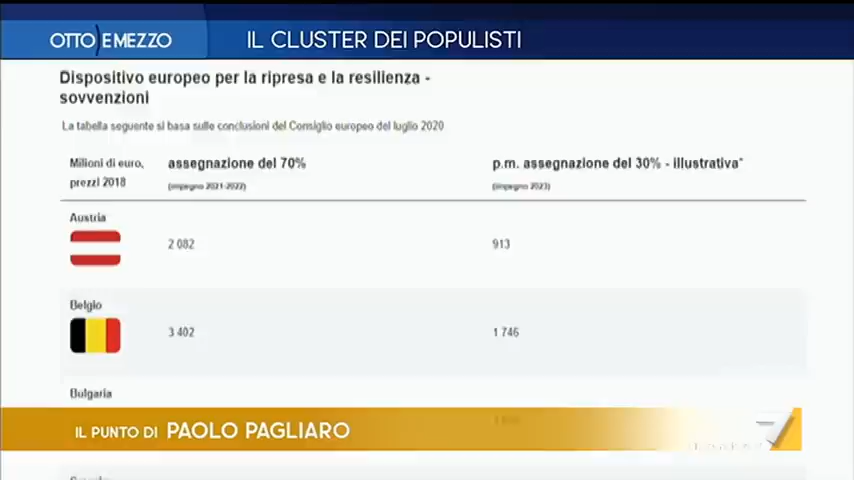 OTTO E MEZZO
IL CLUSTER DEI POPULISTI
Dispositivo europeo per la ripresa e la resilienza -
sovvenzioni
La tabella seguente si basa sulle conclusioni del Consiglio europeo del luglio 2020
Milioni di euro,
prezzi 2018
assegnazione del 70%
(impegno 2021-2022)
p.m. assegnazione del 30% - illustrativa*
(impegno 2023)
Austria
2 082
913
Belgio
3 402
1 746
Bulgaria
IL PUNTO DI PAOLO PAGLIARO
7